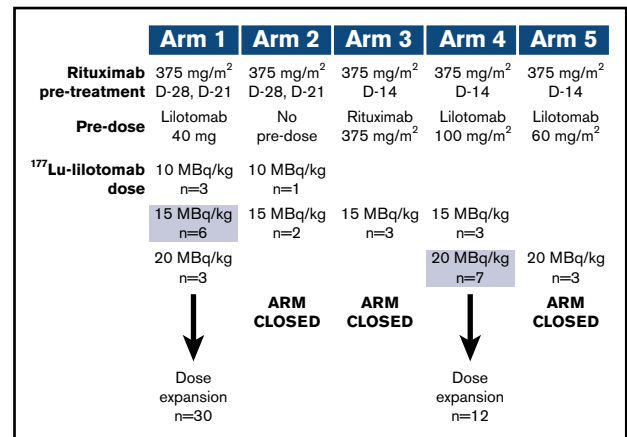 Arm 1 Arm 2 Arm 3 Arm 4 Arm 5
Rituximab 375 mg/m² 375 mg/m² 375 mg/m² 375 mg/m² 375 mg/m²
pre-treatment D-28, D-21 D-28, D-21 D-14 D-14 D-14
Lilotomab No Rituximab Lilotomab Lilotomab
Pre-dose 40 mg pre-dose 375 mg/m² 100 mg/m² 60 mg/m²
¹⁷⁷Lu-lilotomab 10 MBq/kg 10 MBq/kg
dose n=3 n=1
15 MBq/kg 15 MBq/kg 15 MBq/kg 15 MBq/kg
n=6 n=2 n=3 n=3
20 MBq/kg 20 MBq/kg 20 MBq/kg
n=3 n=7 n=3
ARM ARM ARM
CLOSED CLOSED CLOSED
Dose Dose
expansion expansion
n=30 n=12